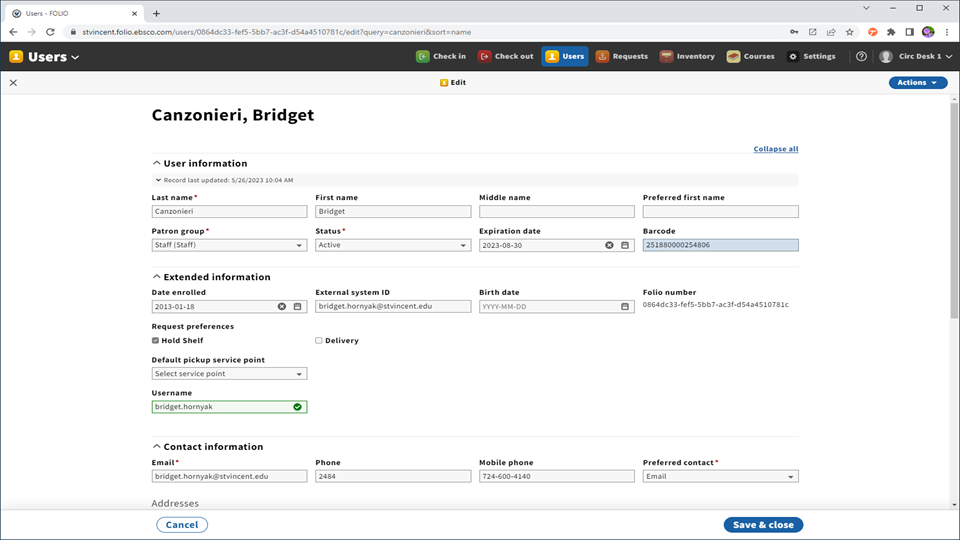 Users - FOLIO
stvincent.folio.ebsco.com/users/0864dc33-fef5-5bb7-ac3f-d54a4510781c/edit?query=canzonieri&sort=name
Users Check in Check out Users Requests Inventory Courses Settings Circ Desk 1
Edit Actions
Canzonieri, Bridget
Collapse all
User information
Record last updated: 5/26/2023 10:04 AM
Last name* First name Middle name Preferred first name
Canzonieri Bridget
Patron group* Status* Expiration date Barcode
Staff (Staff) Active 2023-08-30 251880000254806
Extended information
Date enrolled External system ID Birth date Folio number
2013-01-18 bridget.hornyak@stvincent.edu YYYY-MM-DD 0864dc33-fef5-5bb7-ac3f-d54a4510781c
Request preferences
Hold Shelf Delivery
Default pickup service point
Select service point
Username
bridget.hornyak
Contact information
Email* Phone Mobile phone Preferred contact*
bridget.hornyak@stvincent.edu 2484 724-600-4140 Email
Addresses
Cancel Save & close